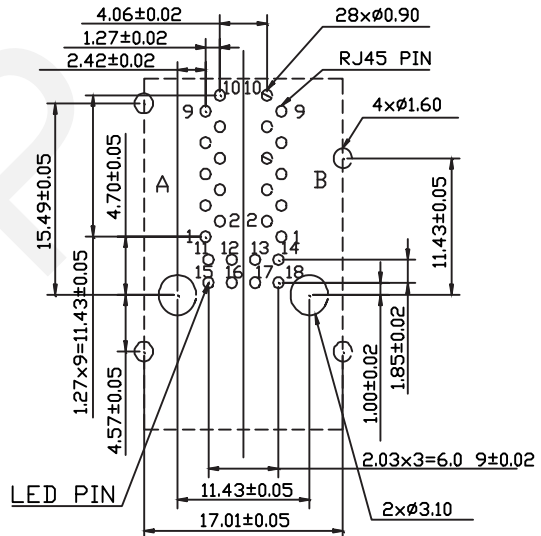 4.06±0.02
28xø0.90
1.27±0.02
RJ45 PIN
2.42±0.02
10 10
9 9
4xø1.60
A B
15.49±0.05
4.70±0.05
11.43±0.05
2 2
1 1
11 12 13 14
15 16 17 18
1.27x9=11.43±0.05
4.57±0.05
1.00±0.02
1.85±0.02
2.03x3=6.0 9±0.02
LED PIN
11.43±0.05
2xø3.10
17.01±0.05